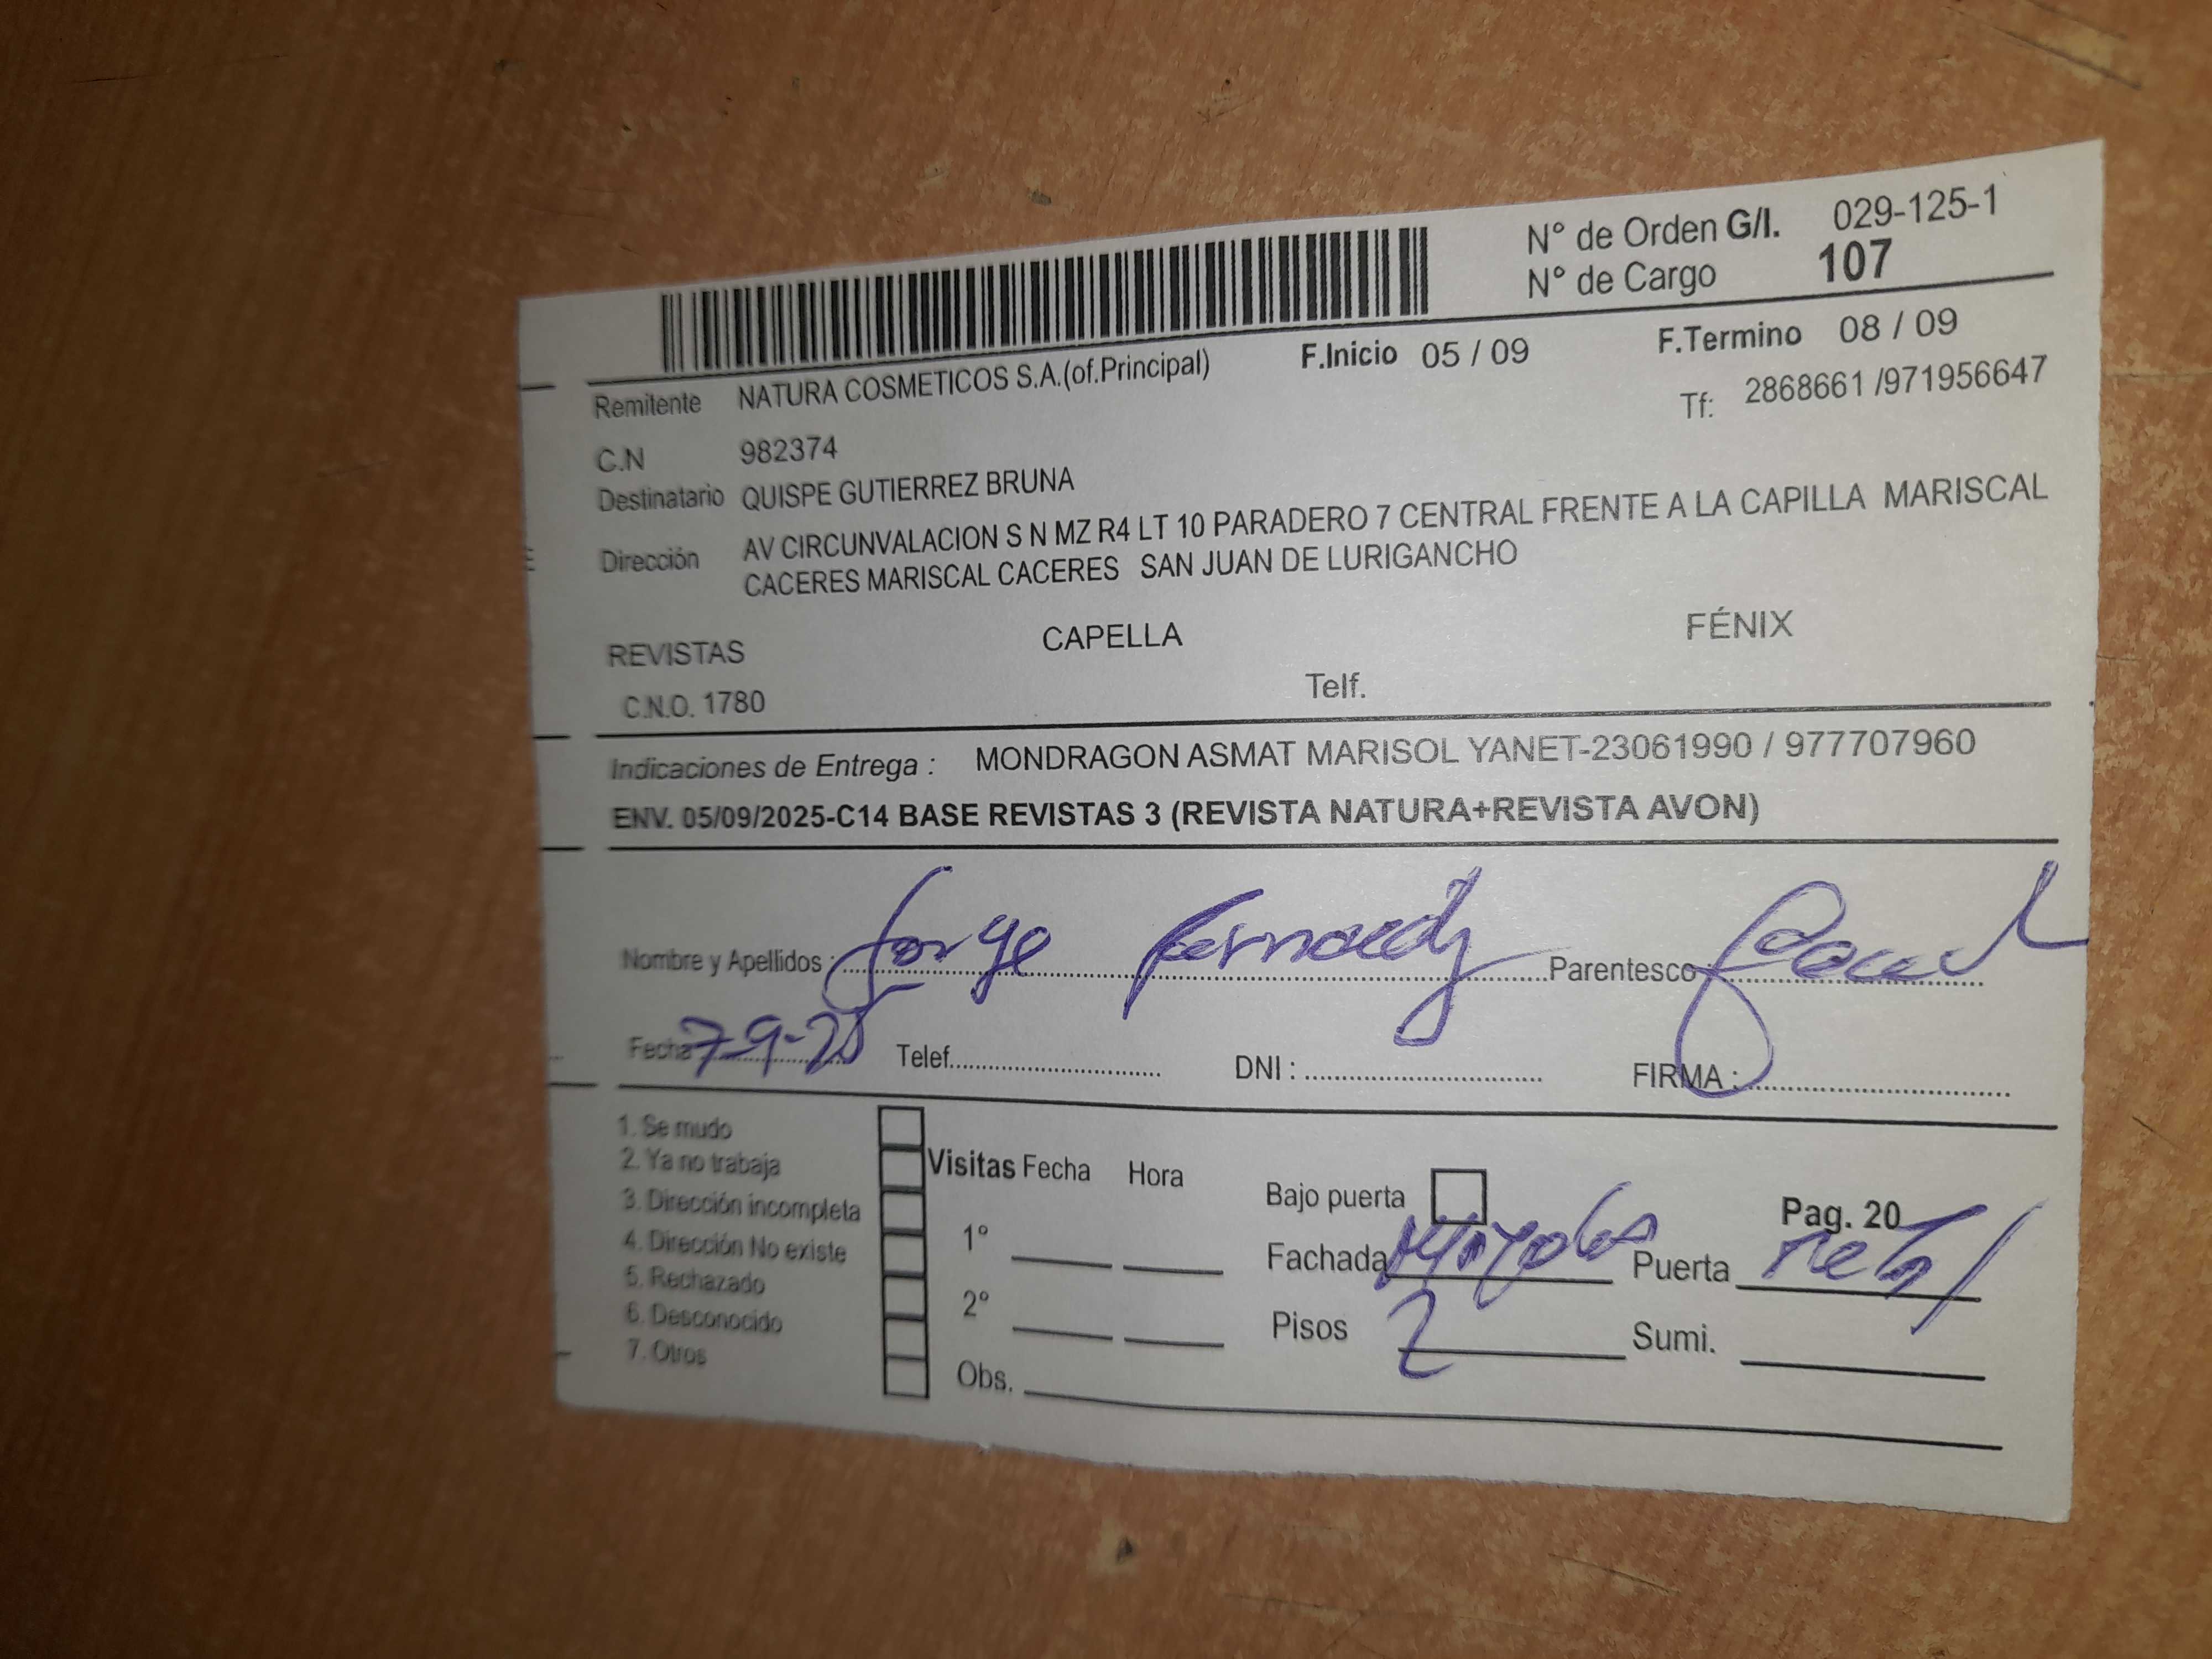 N° de Orden G/I. 029-125-1
N° de Cargo 107
F.Inicio 05 / 09 F.Termino 08 / 09
Remitente NATURA COSMETICOS S.A.(of.Principal)
Tf: 2868661 /971956647
C.N 982374
Destinatario QUISPE GUTIERREZ BRUNA
Dirección AV CIRCUNVALACION S N MZ R4 LT 10 PARADERO 7 CENTRAL FRENTE A LA CAPILLA MARISCAL
CACERES MARISCAL CACERES SAN JUAN DE LURIGANCHO
REVISTAS CAPELLA FÉNIX
C.N.O. 1780 Telf.
Indicaciones de Entrega : MONDRAGON ASMAT MARISOL YANET-23061990 / 977707960
ENV. 05/09/2025-C14 BASE REVISTAS 3 (REVISTA NATURA+REVISTA AVON)
Nombre y Apellidos : Jorge Parentesco
Fecha 7-9-25 Telef. DNI : FIRMA :
1. Se mudo
2. Ya no trabaja
3. Dirección incompleta
4. Dirección No existe
5. Rechazado
6. Desconocido
7. Otros
Visitas Fecha Hora
1°
2°
Obs.
Bajo puerta Pag. 20
Fachada Puerta
Pisos 2 Sumi.